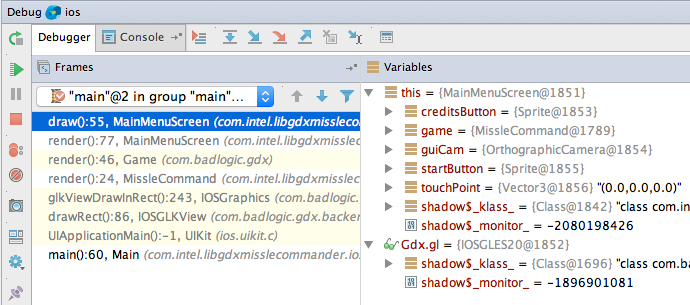 Debug ios
Debugger Console
Frames
Variables
"main"@2 in group "main"...
draw():55, MainMenuScreen (com.intel.libgdxmisslecom
render():77, MainMenuScreen (com.intel.libgdxmissleco
render():46, Game (com.badlogic.gdx)
render():24, MissleCommand (com.intel.libgdxmisslecom
glkViewDrawInRect():243, IOSGraphics (com.badlogic.gd
drawRect():86, IOSGLKView (com.badlogic.gdx.backen
UIApplicationMain():-1, UIKit (ios.uikit.c)
main():60, Main (com.intel.libgdxmisslecommander.io
this = {MainMenuScreen@1851}
creditsButton = {Sprite@1853}
game = {MissleCommand@1789}
guiCam = {OrthographicCamera@1854}
startButton = {Sprite@1855}
touchPoint = {Vector3@1856} "(0.0,0.0,0.0)"
shadow$_klass_ = {Class@1842} "class com.in
shadow$_monitor_ = -2080198426
Gdx.gl = {IOSGLES20@1852}
shadow$_klass_ = {Class@1696} "class com.ba
shadow$_monitor_ = -1896901081